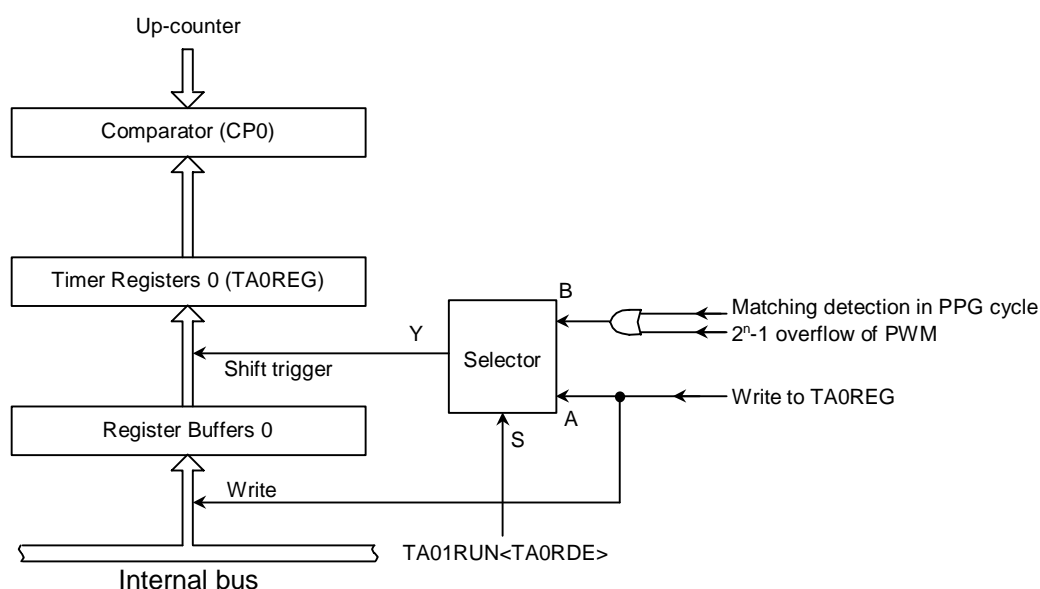 Up-counter
Comparator (CP0)
Timer Registers 0 (TA0REG)
B
Matching detection in PPG cycle
2ⁿ-1 overflow of PWM
Y
Selector
Shift trigger
Write to TA0REG
A
Register Buffers 0
S
Write
TA01RUN<TA0RDE>
Internal bus